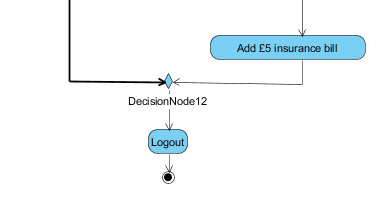 Add £5 insurance bill
DecisionNode12
Logout